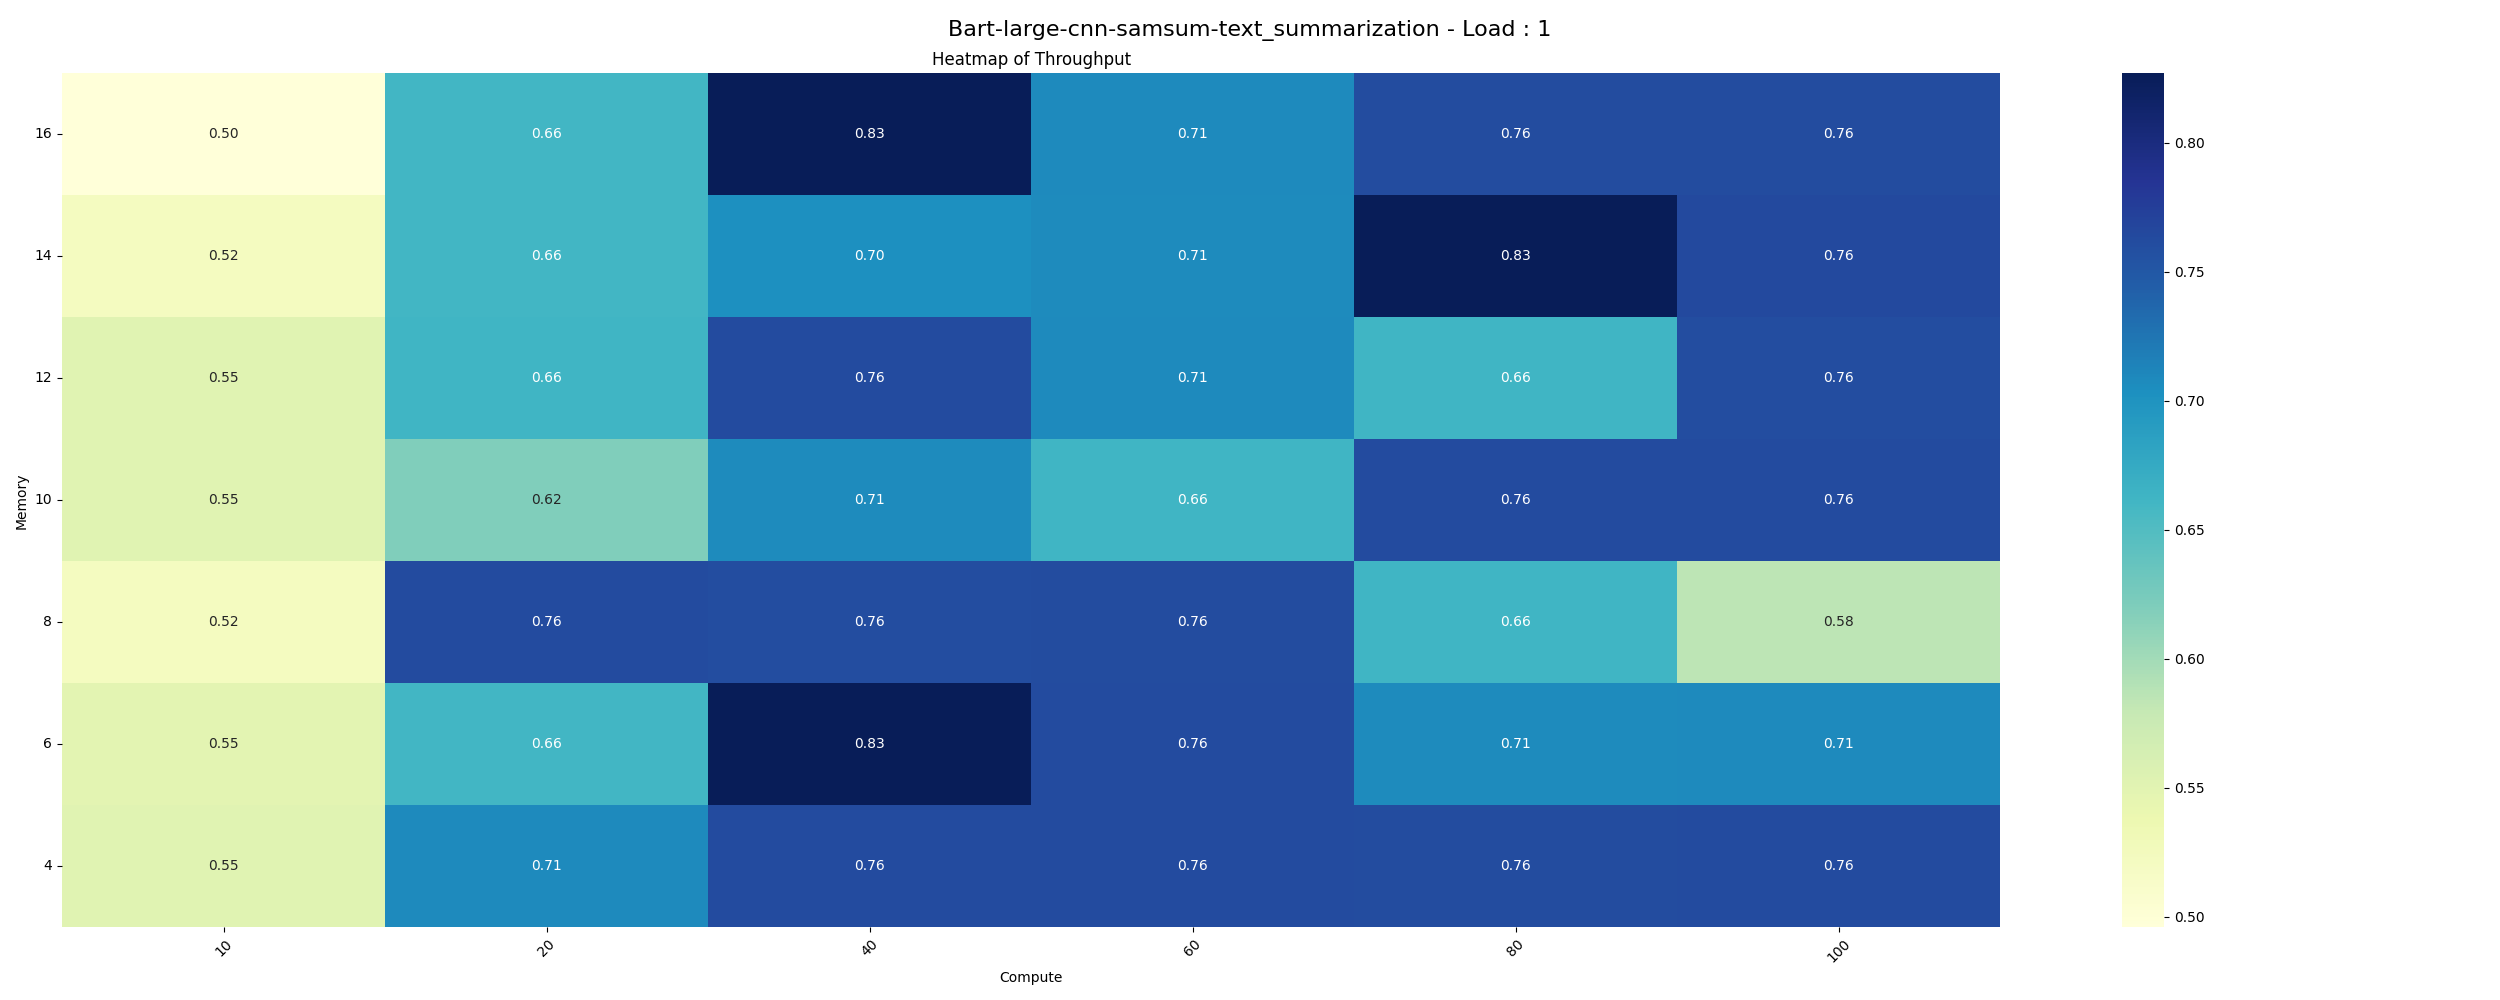 Bart-large-cnn-samsum-text_summarization - Load : 1
Heatmap of Throughput
16 0.50 0.66 0.83 0.71 0.76 0.76
14 0.52 0.66 0.70 0.71 0.83 0.76
12 0.55 0.66 0.76 0.71 0.66 0.76
10 0.55 0.62 0.71 0.66 0.76 0.76
8 0.52 0.76 0.76 0.76 0.66 0.58
6 0.55 0.66 0.83 0.76 0.71 0.71
4 0.55 0.71 0.76 0.76 0.76 0.76
Memory
10 20 40 60 80 100
Compute
0.80
0.75
0.70
0.65
0.60
0.55
0.50